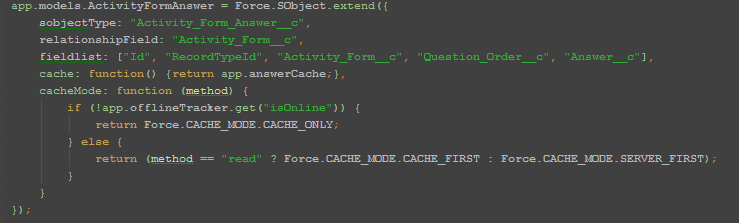 app.models.ActivityFormAnswer = Force.SObject.extend({
    sobjectType: "Activity_Form_Answer__c",
    relationshipField: "Activity_Form__c",
    fieldlist: ["Id", "RecordTypeId", "Activity_Form__c", "Question_Order__c", "Answer__c"],
    cache: function() {return app.answerCache;},
    cacheMode: function (method) {
        if (!app.offlineTracker.get("isOnline")) {
            return Force.CACHE_MODE.CACHE_ONLY;
        } else {
            return (method == "read" ? Force.CACHE_MODE.CACHE_FIRST : Force.CACHE_MODE.SERVER_FIRST);
        }
    }
});